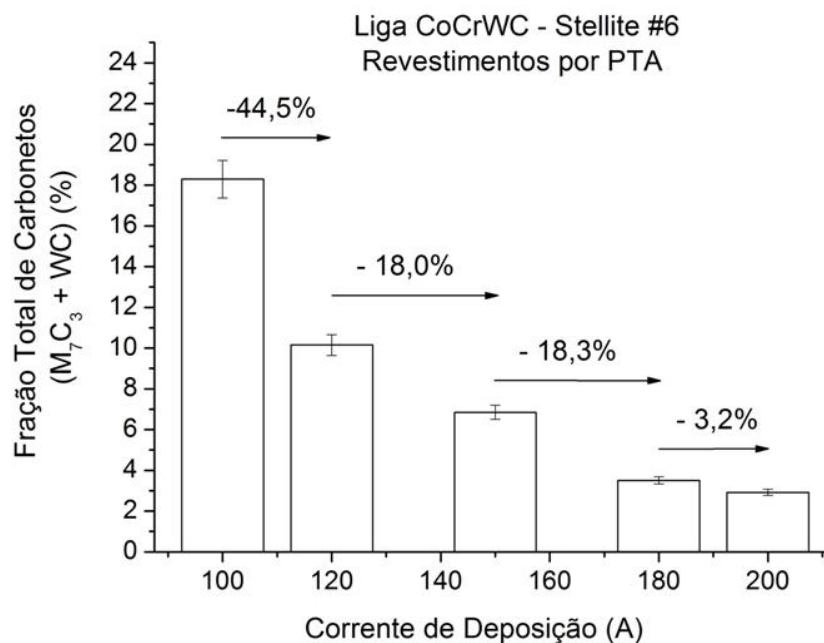 Liga CoCrWC - Stellite #6
Revestimentos por PTA
Fração Total de Carbonetos
(M₇C₃ + WC) (%)
24
22
20
18
16
14
12
10
8
6
4
2
0
-44,5%
- 18,0%
- 18,3%
- 3,2%
100 120 140 160 180 200
Corrente de Deposição (A)